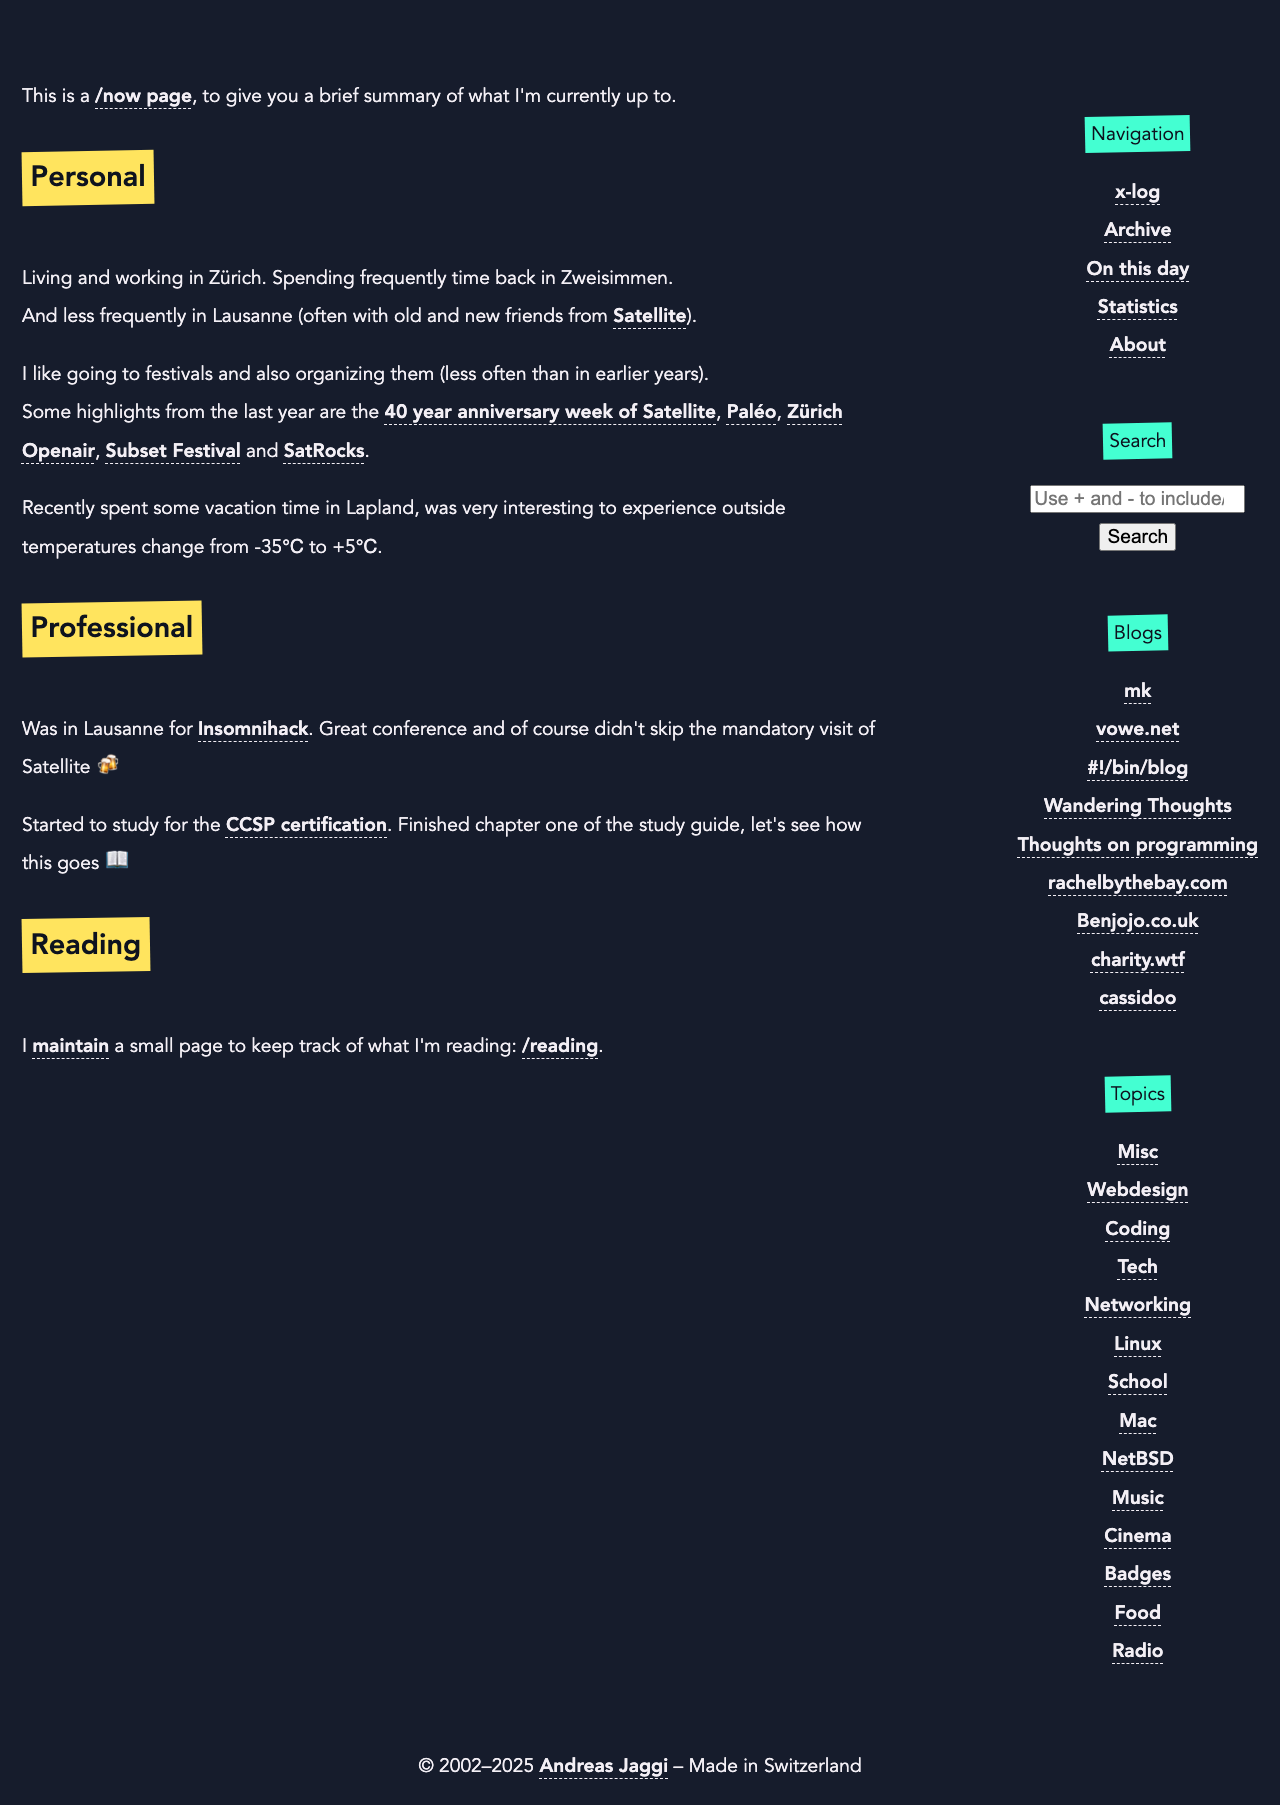 This is a /now page, to give you a brief summary of what I'm currently up to.
Personal
Living and working in Zürich. Spending frequently time back in Zweisimmen.
And less frequently in Lausanne (often with old and new friends from Satellite).
I like going to festivals and also organizing them (less often than in earlier years).
Some highlights from the last year are the 40 year anniversary week of Satellite, Paléo, Zürich
Openair, Subset Festival and SatRocks.
Recently spent some vacation time in Lapland, was very interesting to experience outside
temperatures change from -35°C to +5°C.
Professional
Was in Lausanne for Insomnihack. Great conference and of course didn't skip the mandatory visit of
Satellite 🍻
Started to study for the CCSP certification. Finished chapter one of the study guide, let's see how
this goes 📖
Reading
I maintain a small page to keep track of what I'm reading: /reading.
Navigation
x-log
Archive
On this day
Statistics
About
Search
Use + and - to include/
Search
Blogs
mk
vowe.net
#!/bin/blog
Wandering Thoughts
Thoughts on programming
rachelbythebay.com
Benjojo.co.uk
charity.wtf
cassidoo
Topics
Misc
Webdesign
Coding
Tech
Networking
Linux
School
Mac
NetBSD
Music
Cinema
Badges
Food
Radio
© 2002–2025 Andreas Jaggi – Made in Switzerland